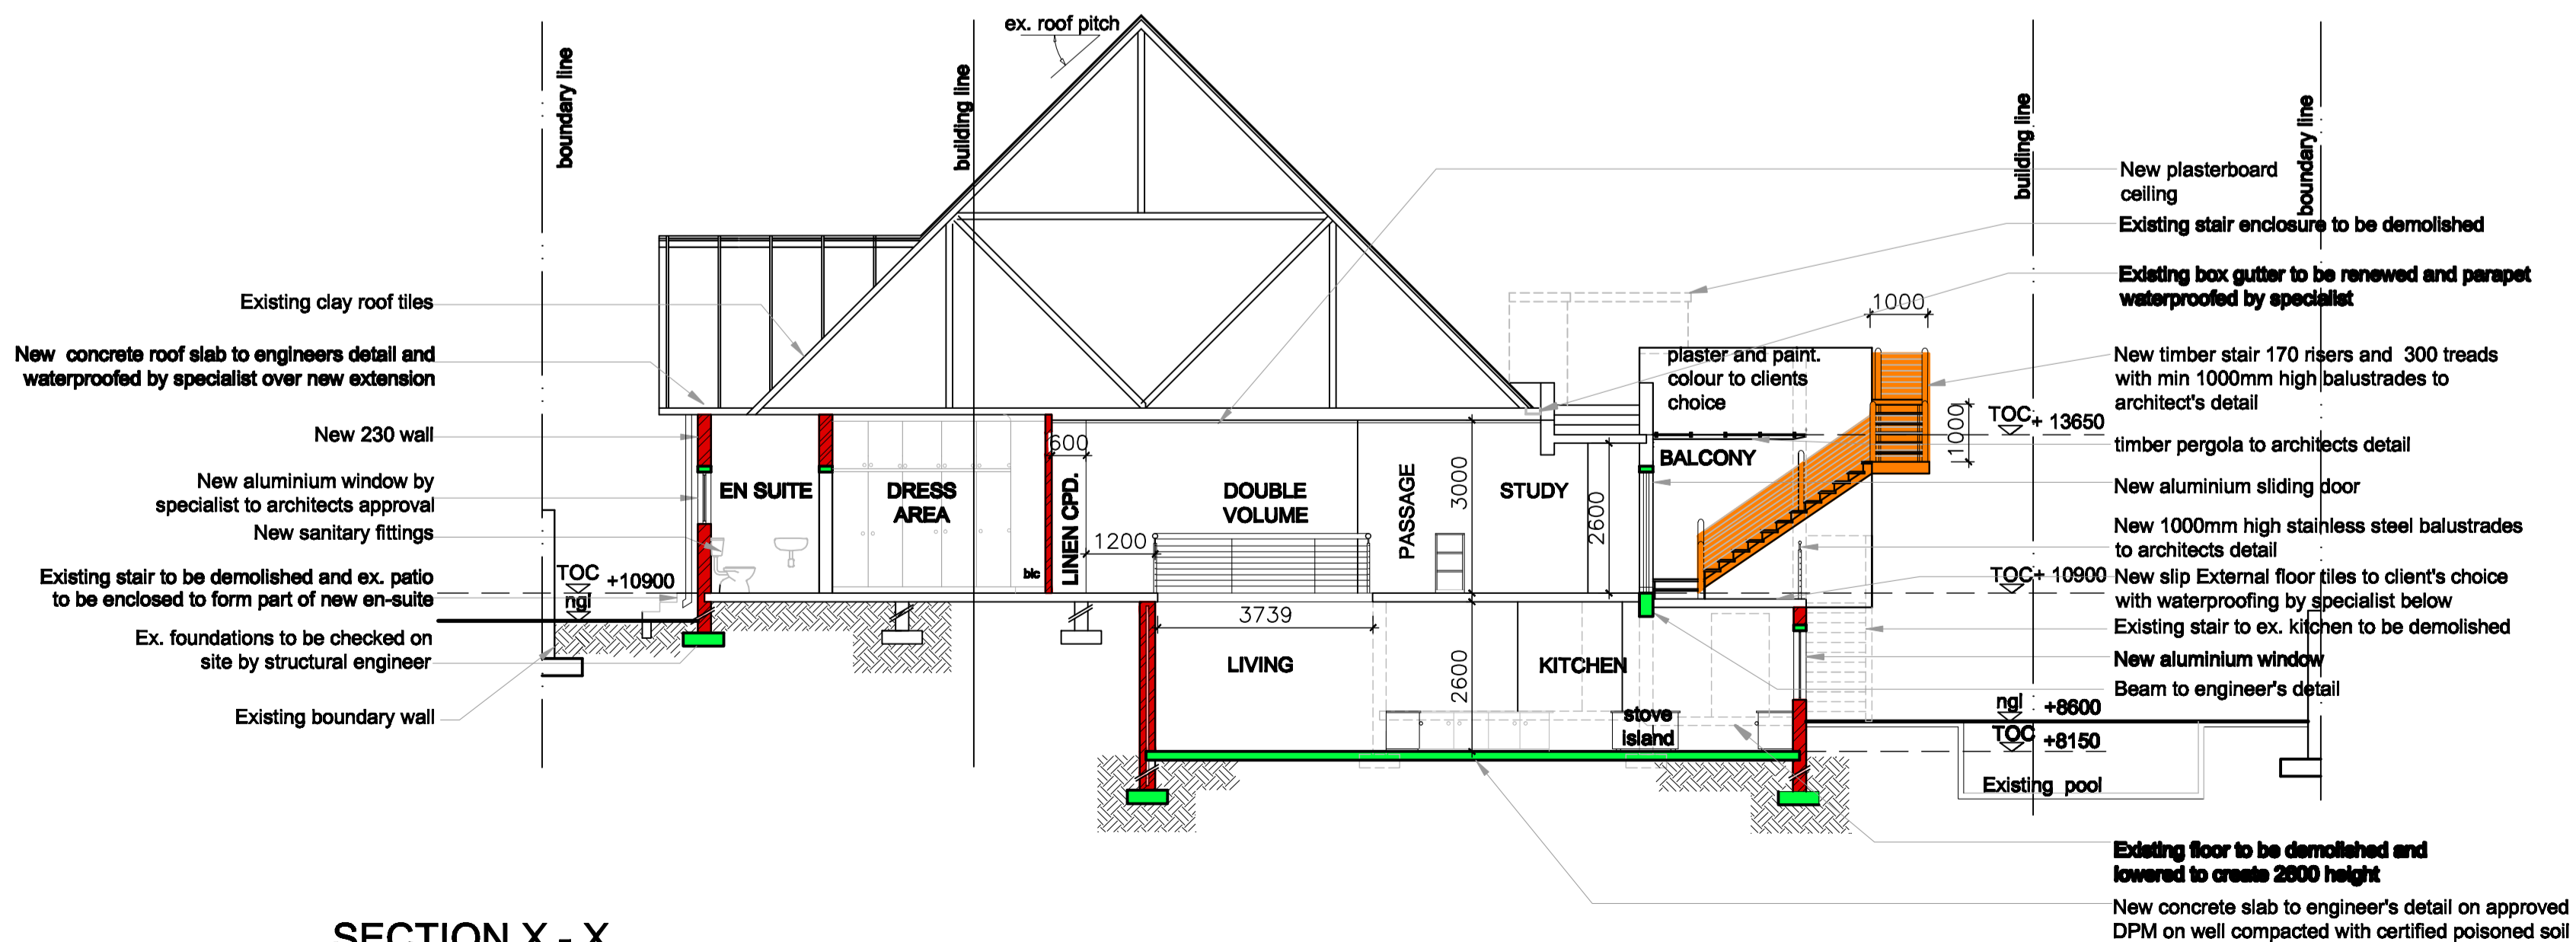 ex. roof pitch
boundary line
building line
building line
boundary line
Existing clay roof tiles
New concrete roof slab to engineers detail and
waterproofed by specialist over new extension
New 230 wall
New aluminium window by
specialist to architects approval
New sanitary fittings
Existing stair to be demolished and ex. patio
to be enclosed to form part of new en-suite
Ex. foundations to be checked on
site by structural engineer
Existing boundary wall
TOC +10900
ngl
EN SUITE
DRESS
AREA
bic
600
LINEN CPD.
1200
DOUBLE
VOLUME
PASSAGE
3000
STUDY
2600
plaster and paint.
colour to clients
choice
BALCONY
1000
1000
3739
LIVING
2600
KITCHEN
stove
island
TOC + 13650
TOC + 10900
ngl +8600
TOC +8150
Existing pool
New plasterboard
ceiling
Existing stair enclosure to be demolished
Existing box gutter to be renewed and parapet
waterproofed by specialist
New timber stair 170 risers and 300 treads
with min 1000mm high balustrades to
architect's detail
timber pergola to architects detail
New aluminium sliding door
New 1000mm high stainless steel balustrades
to architects detail
New slip External floor tiles to client's choice
with waterproofing by specialist below
Existing stair to ex. kitchen to be demolished
New aluminium window
Beam to engineer's detail
Existing floor to be demolished and
lowered to create 2600 height
New concrete slab to engineer's detail on approved
DPM on well compacted with certified poisoned soil
SECTION X - X